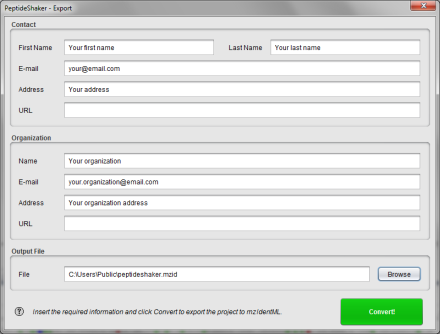 PeptideShaker - Export
Contact
First Name Your first name Last Name Your last name
E-mail your@email.com
Address Your address
URL
Organization
Name Your organization
E-mail your.organization@email.com
Address Your organization address
URL
Output File
File C:\Users\Public\peptideshaker.mzid Browse
? Insert the required information and click Convert to export the project to mzIdentML. Convert!